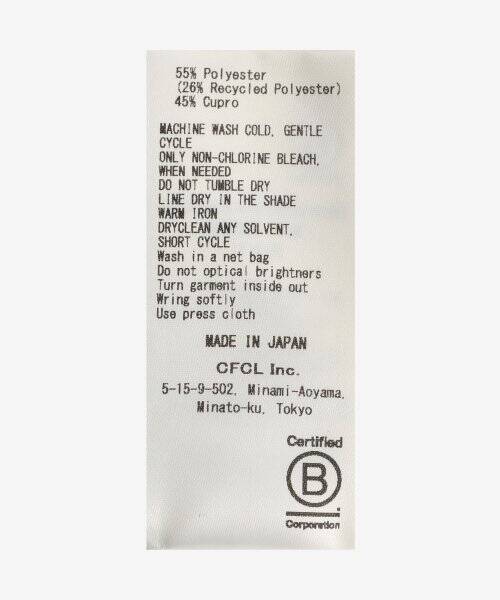 55% Polyester
(26% Recycled Polyester)
45% Cupro
MACHINE WASH COLD, GENTLE
CYCLE
ONLY NON-CHLORINE BLEACH,
WHEN NEEDED
DO NOT TUMBLE DRY
LINE DRY IN THE SHADE
WARM IRON
DRYCLEAN ANY SOLVENT,
SHORT CYCLE
Wash in a net bag
Do not optical brightners
Turn garment inside out
Wring softly
Use press cloth
MADE IN JAPAN
CFCL Inc.
5-15-9-502, Minami-Aoyama,
Minato-ku, Tokyo
Certified
B
Corporation